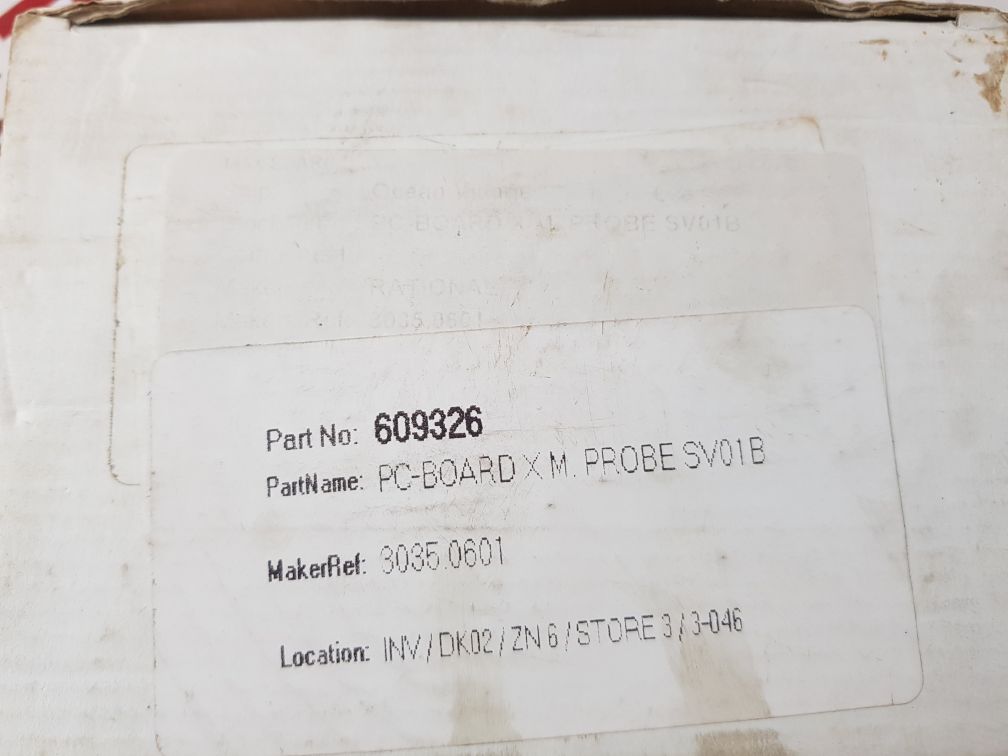 PC-BOARD X M. PROBE SV01B
RATIONAL
3035.0601
Part No: 609326
PartName: PC-BOARD X M. PROBE SV01B
MakerRef: 3035.0601
Location: INV / DK02 / ZN 6 / STORE 3 / 3-046